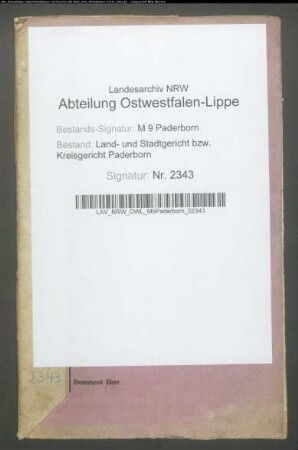 Landesarchiv NRW
Abteilung Ostwestfalen-Lippe
Bestands-Signatur: M 9 Paderborn
Bestand: Land- und Stadtgericht bzw.
Kreisgericht Paderborn
Signatur: Nr. 2343
LAV_NRW_OWL_M9Paderborn_02343
2343